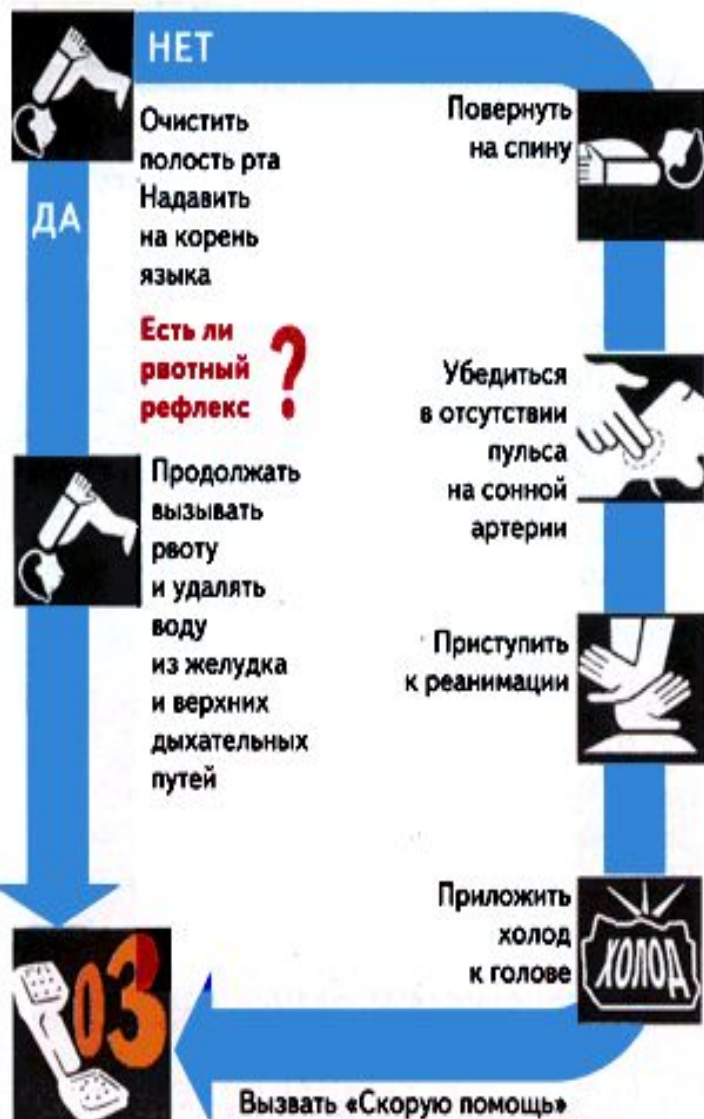 НЕТ
Очистить
полость рта
Надавить
на корень
языка
ДА
Есть ли
рвотный
рефлекс
?
Продолжать
вызывать
рвоту
и удалять
воду
из желудка
и верхних
дыхательных
путей
Повернуть
на спину
Убедиться
в отсутствии
пульса
на сонной
артерии
Приступить
к реанимации
Приложить
холод
к голове
ХОЛОД
03
Вызвать «Скорую помощь»